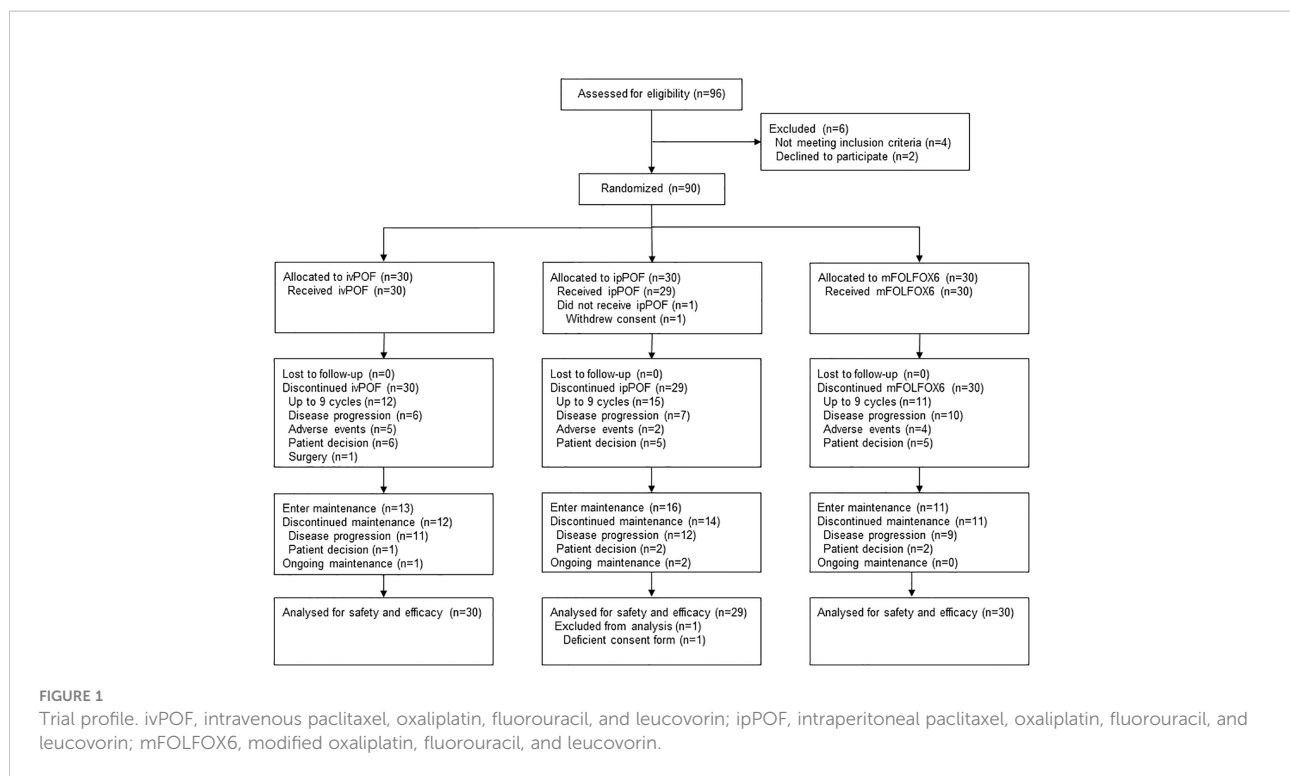 Assessed for eligibility (n=96)
Excluded (n=6)
Not meeting inclusion criteria (n=4)
Declined to participate (n=2)
Randomized (n=90)
Allocated to ivPOF (n=30)
Received ivPOF (n=30)
Allocated to ipPOF (n=30)
Received ipPOF (n=29)
Did not receive ipPOF (n=1)
Withdrew consent (n=1)
Allocated to mFOLFOX6 (n=30)
Received mFOLFOX6 (n=30)
Lost to follow-up (n=0)
Discontinued ivPOF (n=30)
Up to 9 cycles (n=12)
Disease progression (n=6)
Adverse events (n=5)
Patient decision (n=6)
Surgery (n=1)
Lost to follow-up (n=0)
Discontinued ipPOF (n=29)
Up to 9 cycles (n=15)
Disease progression (n=7)
Adverse events (n=2)
Patient decision (n=5)
Lost to follow-up (n=0)
Discontinued mFOLFOX6 (n=30)
Up to 9 cycles (n=11)
Disease progression (n=10)
Adverse events (n=4)
Patient decision (n=5)
Enter maintenance (n=13)
Discontinued maintenance (n=12)
Disease progression (n=11)
Patient decision (n=1)
Ongoing maintenance (n=1)
Enter maintenance (n=16)
Discontinued maintenance (n=14)
Disease progression (n=12)
Patient decision (n=2)
Ongoing maintenance (n=2)
Enter maintenance (n=11)
Discontinued maintenance (n=11)
Disease progression (n=9)
Patient decision (n=2)
Ongoing maintenance (n=0)
Analysed for safety and efficacy (n=30)
Analysed for safety and efficacy (n=29)
Excluded from analysis (n=1)
Deficient consent form (n=1)
Analysed for safety and efficacy (n=30)
FIGURE 1
Trial profile. ivPOF, intravenous paclitaxel, oxaliplatin, fluorouracil, and leucovorin; ipPOF, intraperitoneal paclitaxel, oxaliplatin, fluorouracil, and
leucovorin; mFOLFOX6, modified oxaliplatin, fluorouracil, and leucovorin.